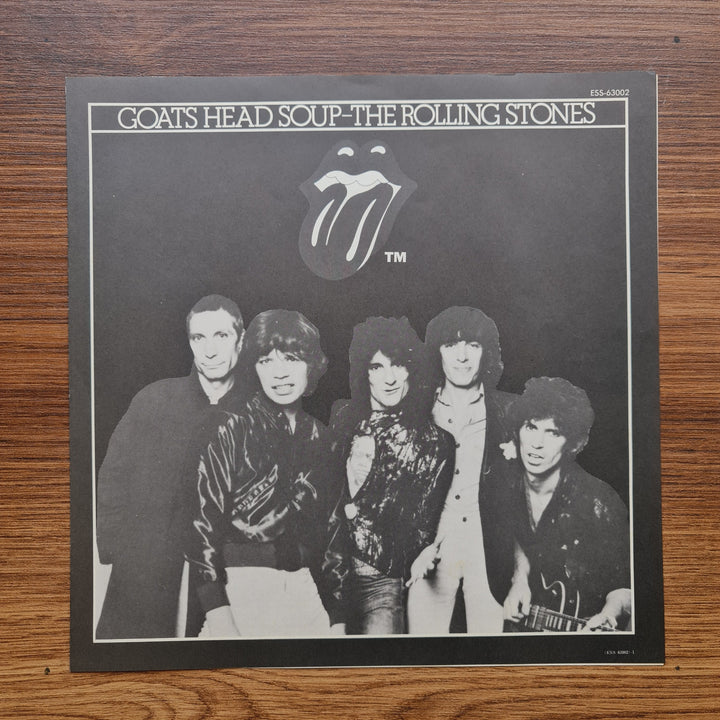 ESS-63002
GOATS HEAD SOUP-THE ROLLING STONES
TM